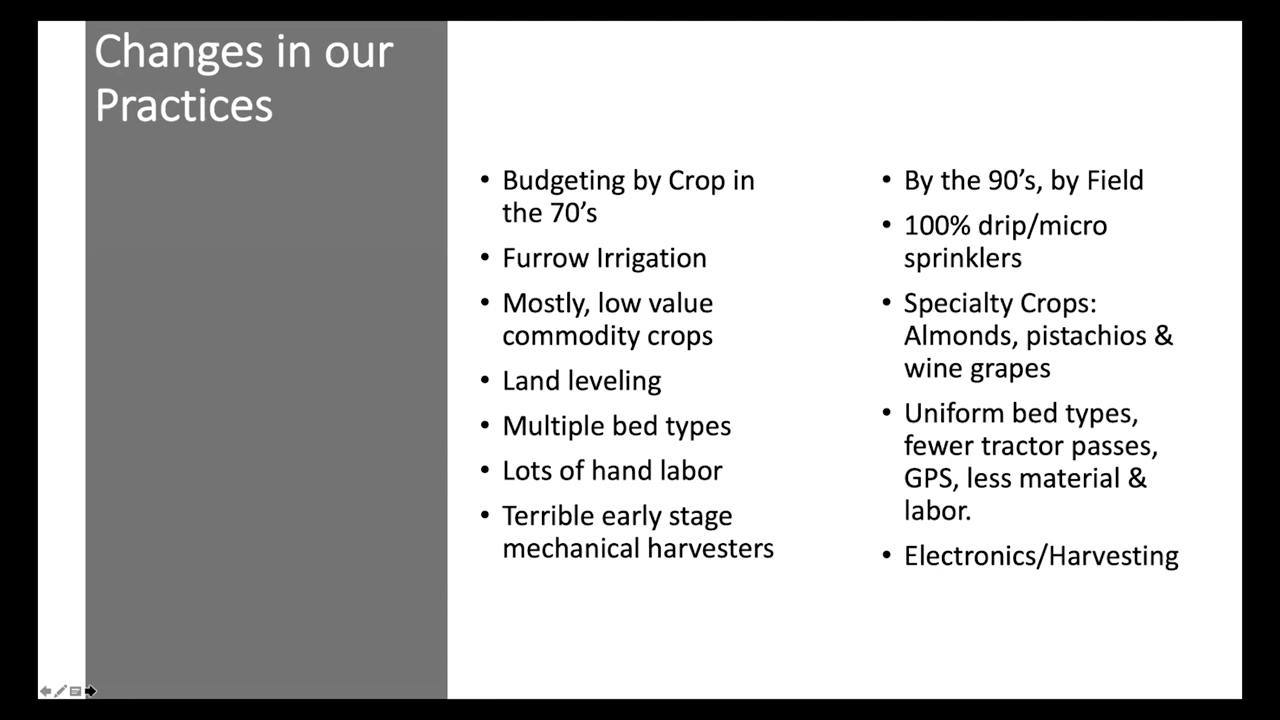 Changes in our
Practices
• Budgeting by Crop in
the 70's
• Furrow Irrigation
• Mostly, low value
commodity crops
• Land leveling
• Multiple bed types
• Lots of hand labor
• Terrible early stage
mechanical harvesters
• By the 90's, by Field
• 100% drip/micro
sprinklers
• Specialty Crops:
Almonds, pistachios &
wine grapes
• Uniform bed types,
fewer tractor passes,
GPS, less material &
labor.
• Electronics/Harvesting